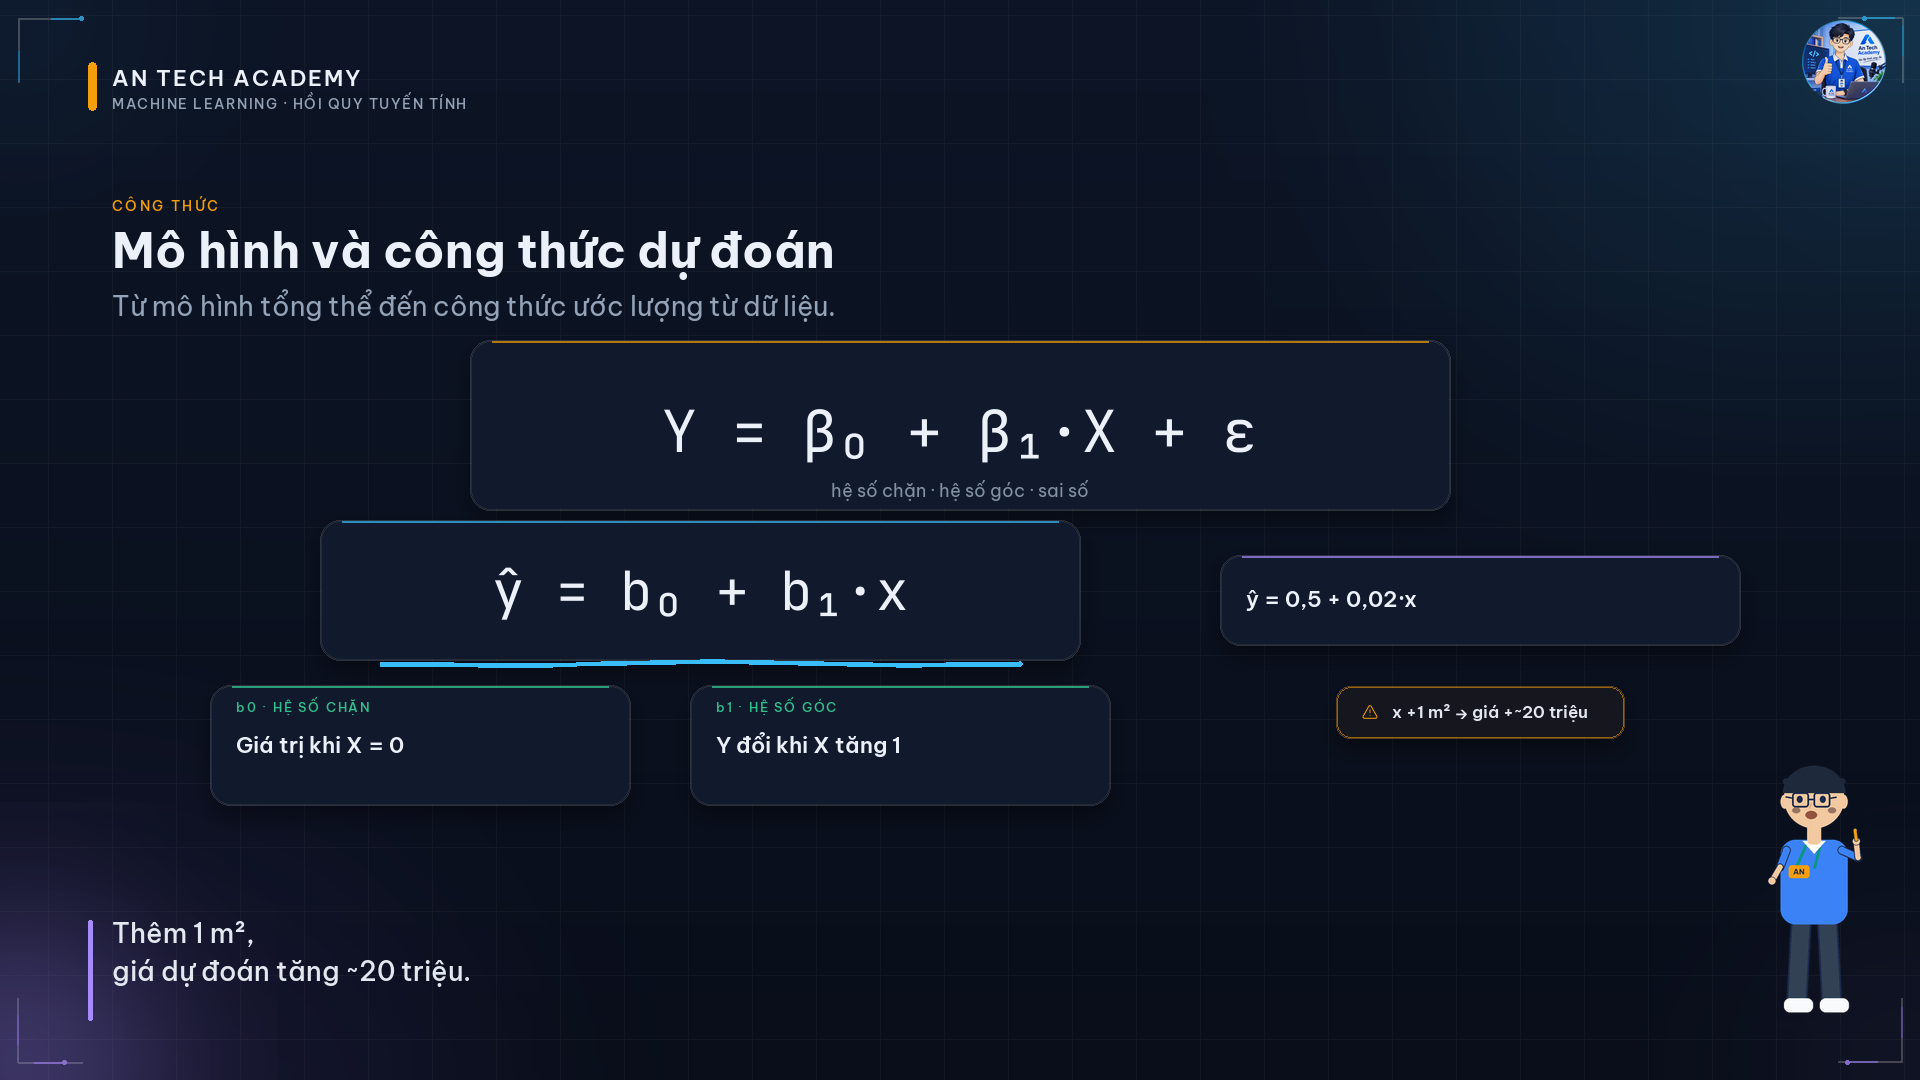 AN TECH ACADEMY
MACHINE LEARNING · HỒI QUY TUYẾN TÍNH
An Tech
Academy
CÔNG THỨC
Mô hình và công thức dự đoán
Từ mô hình tổng thể đến công thức ước lượng từ dữ liệu.
Y = β₀ + β₁·X + ε
hệ số chặn · hệ số góc · sai số
ŷ = b₀ + b₁·x
ŷ = 0,5 + 0,02·x
b0 · HỆ SỐ CHẶN
Giá trị khi X = 0
b1 · HỆ SỐ GÓC
Y đổi khi X tăng 1
x +1 m² → giá +~20 triệu
AN
Thêm 1 m²,
giá dự đoán tăng ~20 triệu.